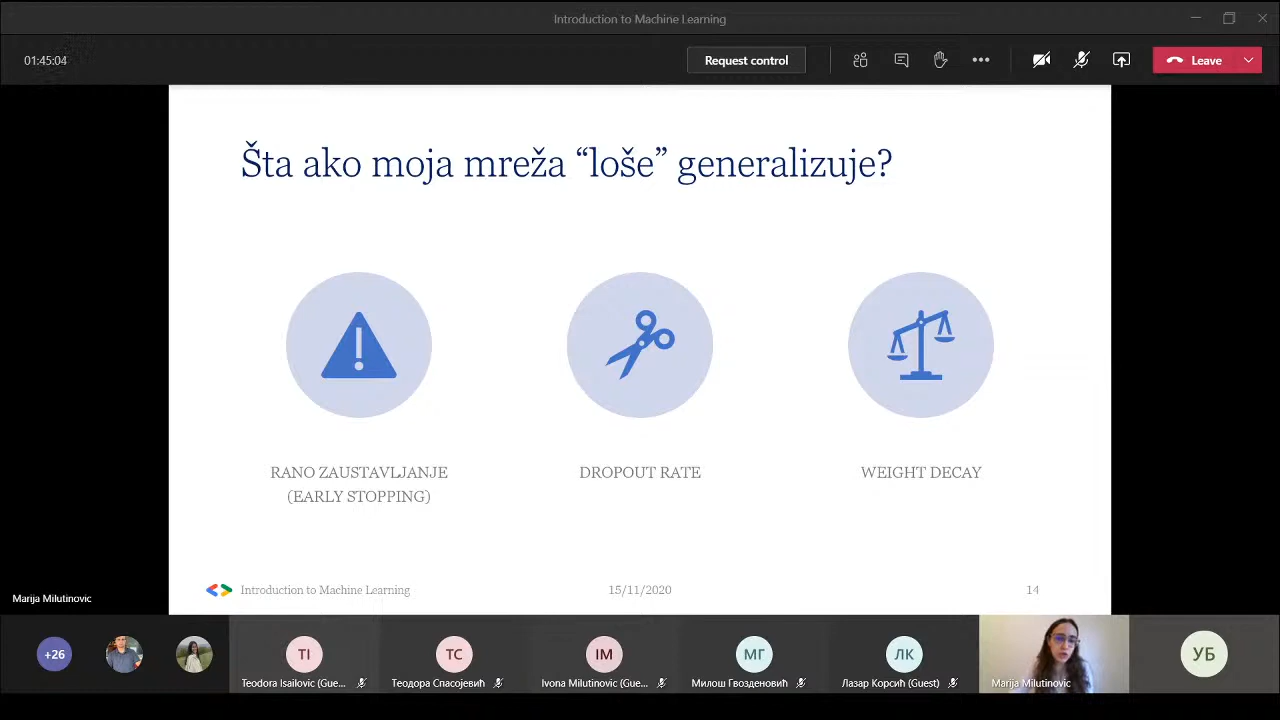 Introduction to Machine Learning
01:45:04
Request control
Leave
Šta ako moja mreža “loše” generalizuje?
RANO ZAUSTAVLJANJE
(EARLY STOPPING)
DROPOUT RATE
WEIGHT DECAY
Introduction to Machine Learning
15/11/2020
14
Marija Milutinovic
+26
TI
TC
IM
МГ
ЛК
УБ
Teodora Isailovic (Gue...
Теодора Спасојевић
Ivona Milutinovic (Gue...
Милош Гвозденовић
Лазар Корсић (Guest)
Marija Milutinovic